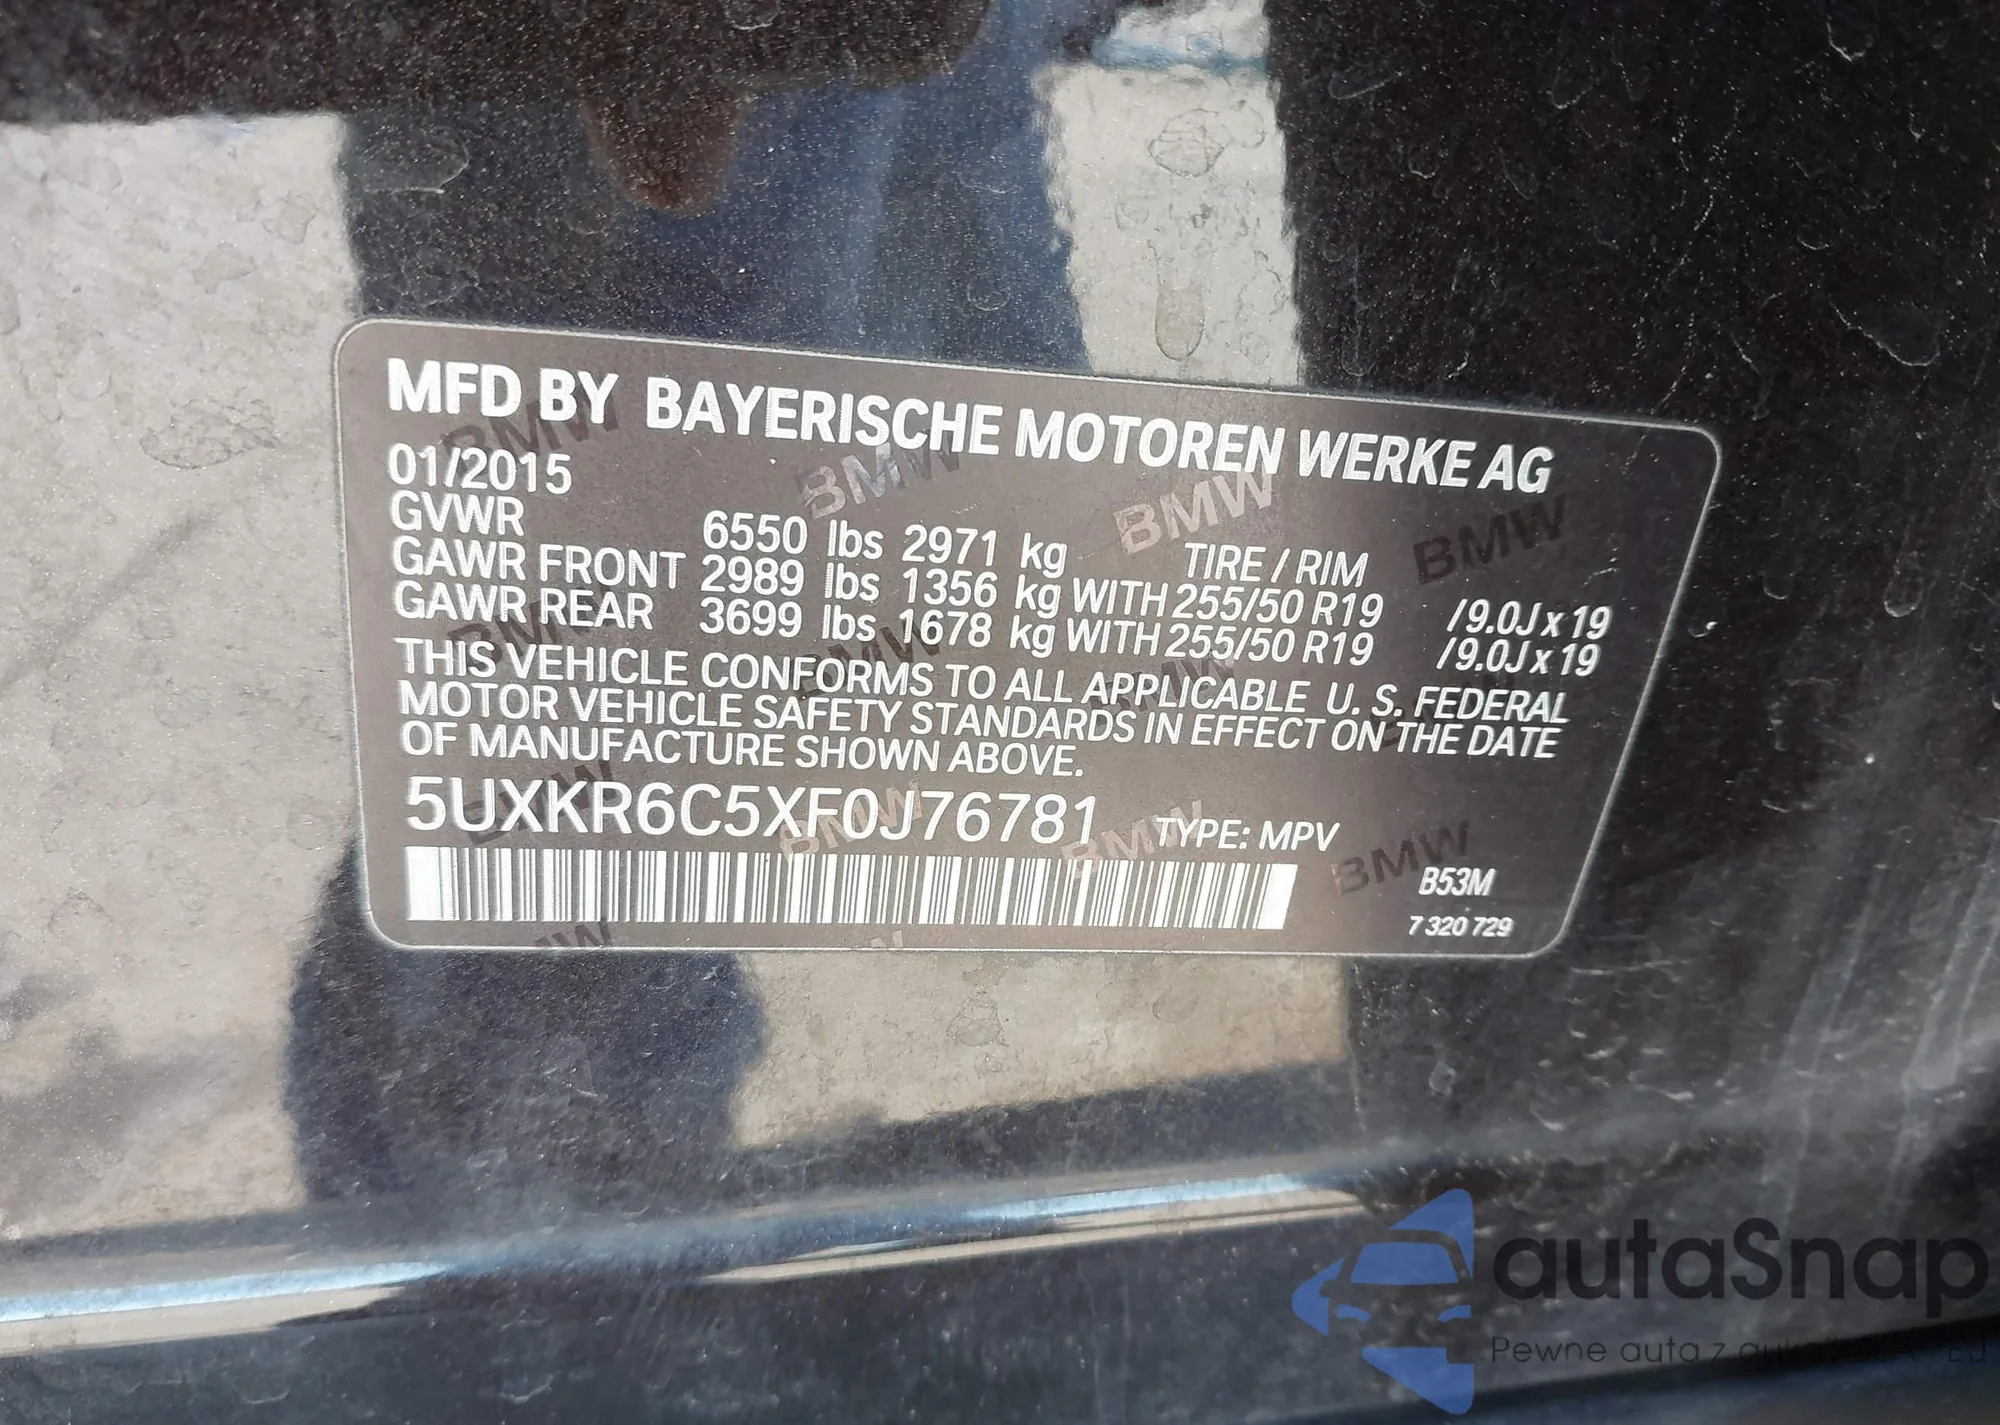 MFD BY BAYERISCHE MOTOREN WERKE AG
01/2015
GVWR 6550 lbs 2971 kg TIRE / RIM
GAWR FRONT 2989 lbs 1356 kg WITH 255/50 R19 /9.0J x 19
GAWR REAR 3699 lbs 1678 kg WITH 255/50 R19 /9.0J x 19
THIS VEHICLE CONFORMS TO ALL APPLICABLE U. S. FEDERAL
MOTOR VEHICLE SAFETY STANDARDS IN EFFECT ON THE DATE
OF MANUFACTURE SHOWN ABOVE.
5UXKR6C5XF0J76781 TYPE: MPV
B53M
7 320 729
autaSnap
Pewne auta z